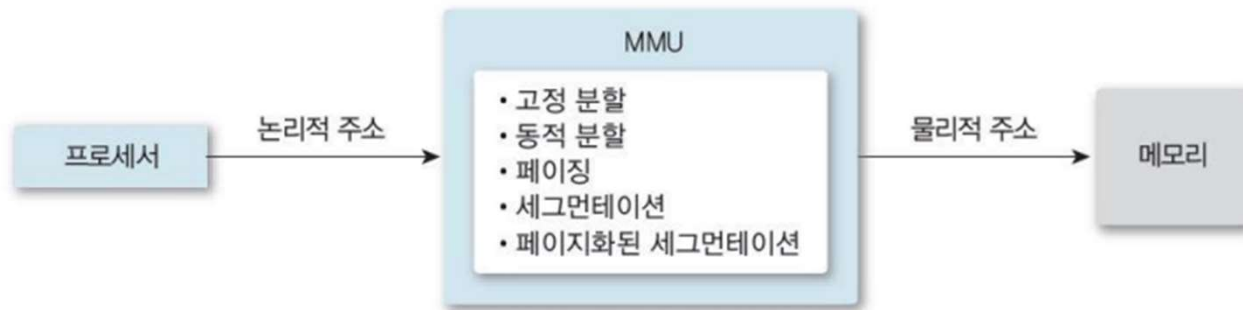 MMU
• 고정 분할
• 동적 분할
• 페이징
• 세그먼테이션
• 페이지화된 세그먼테이션
프로세서
논리적 주소
물리적 주소
메모리